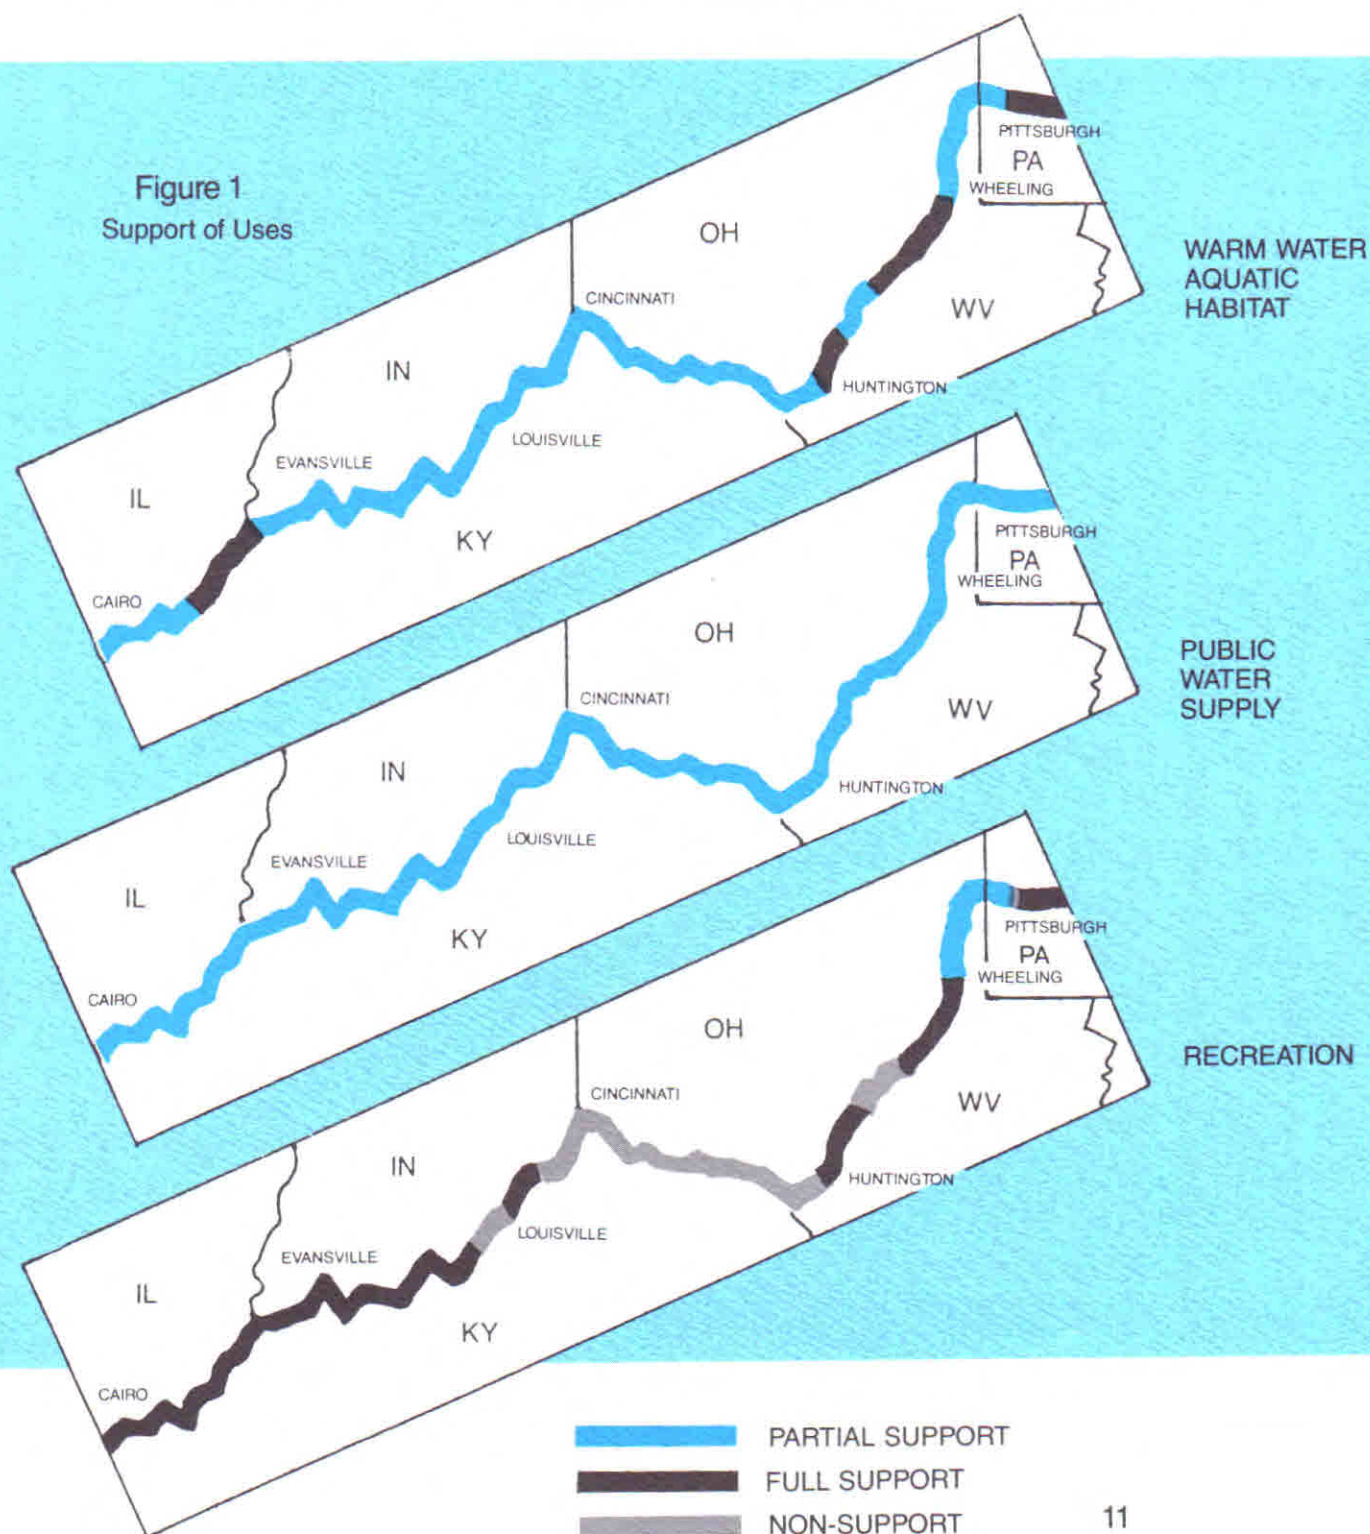 Figure 1
Support of Uses
OH
PITTSBURGH
PA
WHEELING
WARM WATER
AQUATIC
HABITAT
CINCINNATI
WV
IN
HUNTINGTON
LOUISVILLE
EVANSVILLE
IL
KY
CAIRO
PITTSBURGH
PA
WHEELING
OH
PUBLIC
WATER
SUPPLY
CINCINNATI
WV
IN
HUNTINGTON
LOUISVILLE
EVANSVILLE
IL
KY
CAIRO
PITTSBURGH
PA
WHEELING
OH
RECREATION
CINCINNATI
WV
IN
HUNTINGTON
LOUISVILLE
EVANSVILLE
IL
KY
CAIRO
PARTIAL SUPPORT
FULL SUPPORT
NON-SUPPORT
11